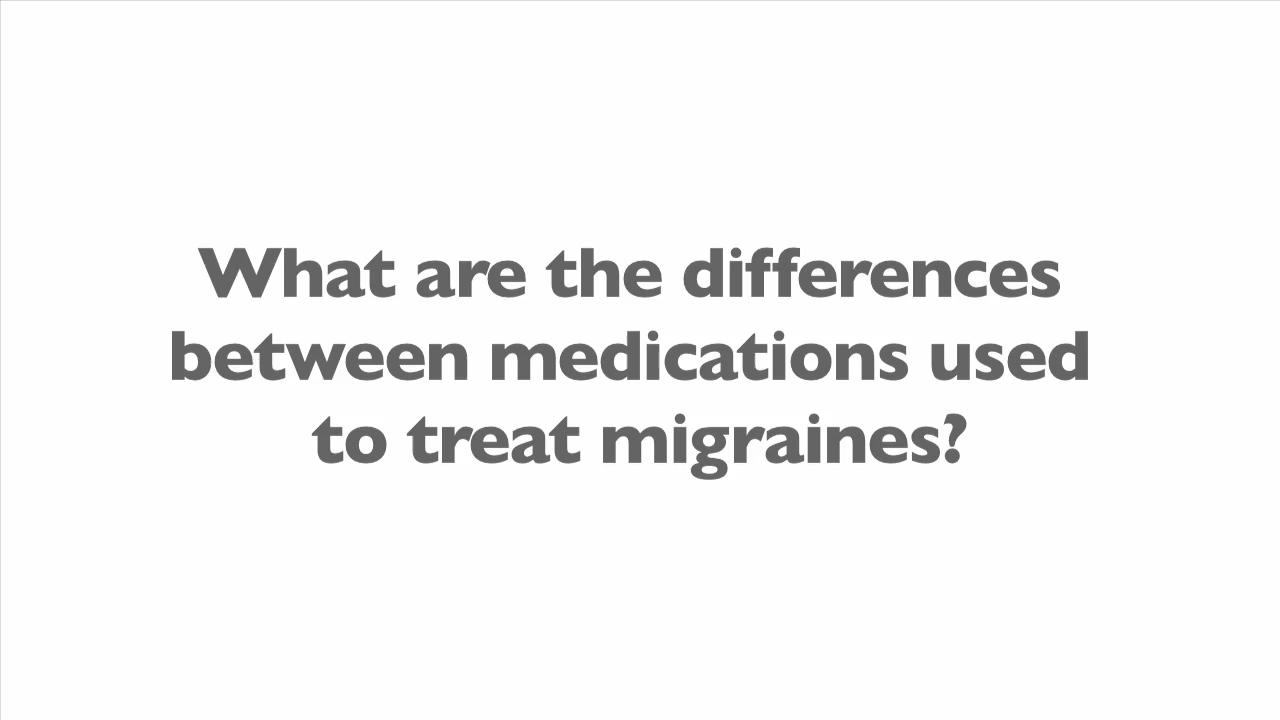 What are the differences
between medications used
to treat migraines?